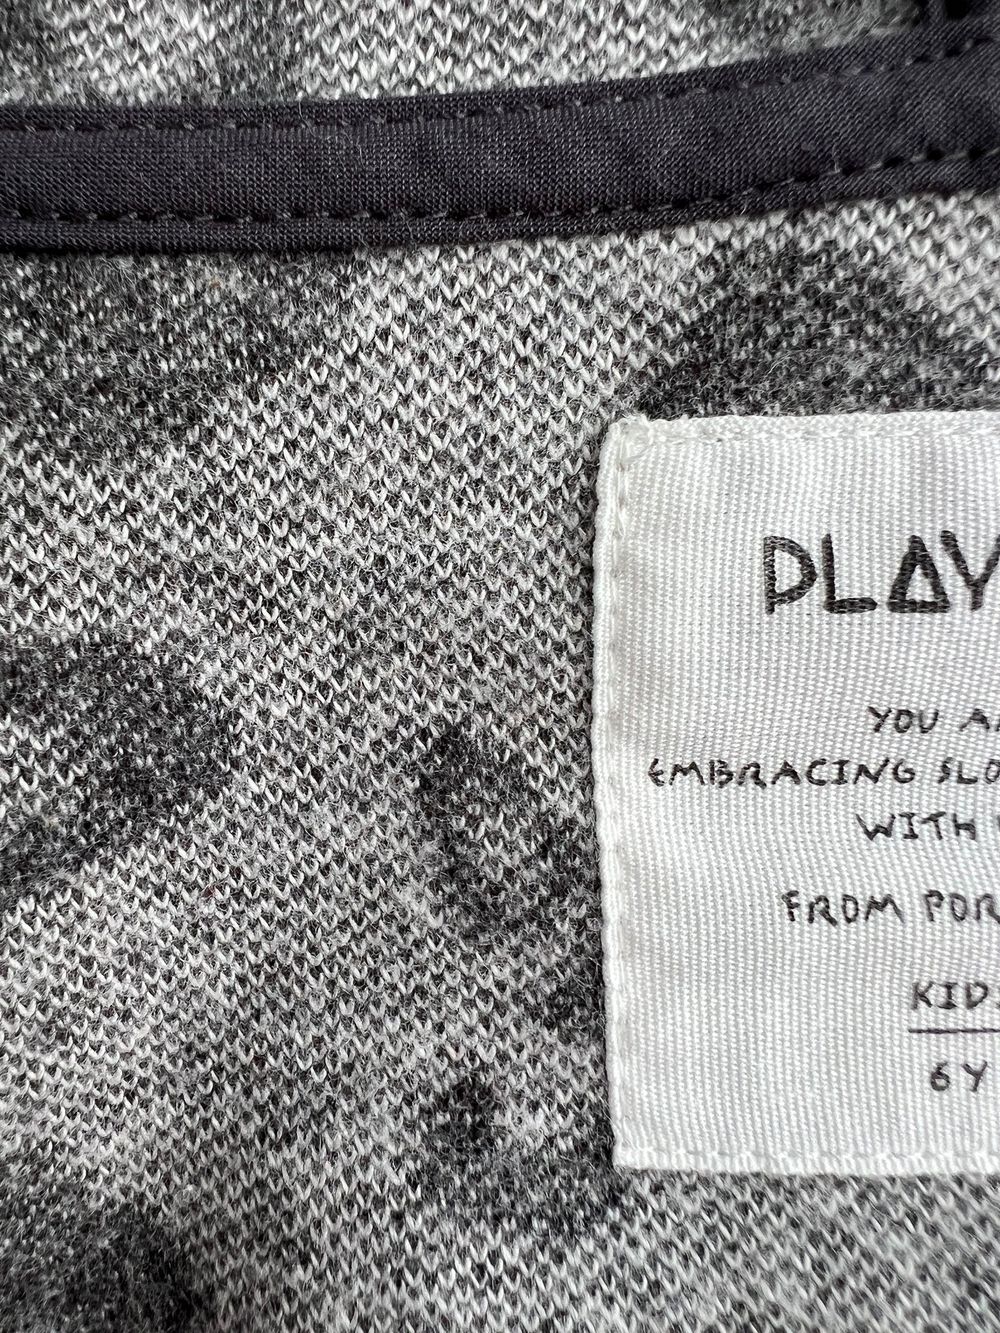 PLAY
YOU A
EMBRACING SLO
WITH
FROM POR
KID
6Y